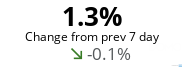 1.3%
Change from prev 7 day
↘ -0.1%